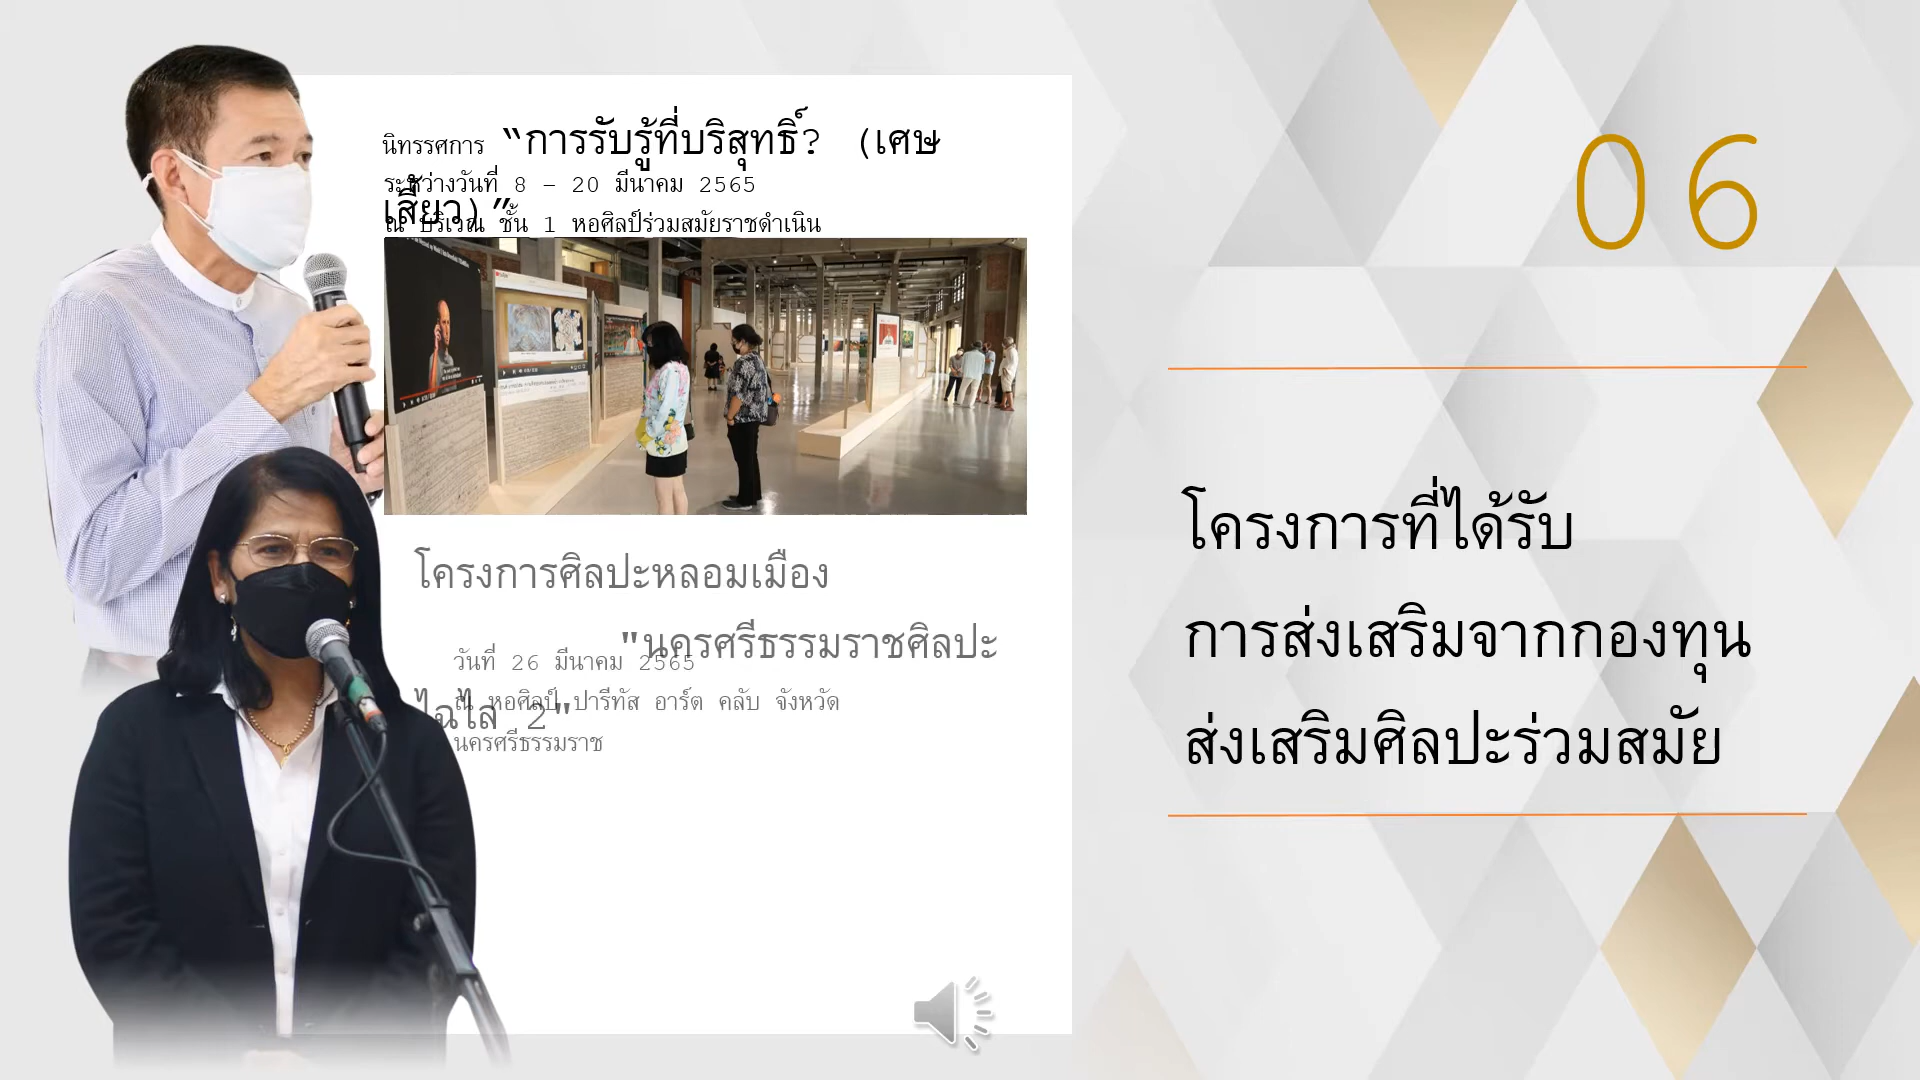 นิทรรศการ “การรับรู้ที่บริสุทธิ์? (เศษ
เสี้ยว)”
ระหว่างวันที่ 8 – 20 มีนาคม 2565
ณ บริเวณ ชั้น 1 หอศิลป์ร่วมสมัยราชดำเนิน
โครงการศิลปะหลอมเมือง
"นครศรีธรรมราชศิลปะ
ไฉไล 2"
วันที่ 26 มีนาคม 2565
ณ หอศิลป์ ปารีทัส อาร์ต คลับ จังหวัด
นครศรีธรรมราช
06
โครงการที่ได้รับ
การส่งเสริมจากกองทุน
ส่งเสริมศิลปะร่วมสมัย